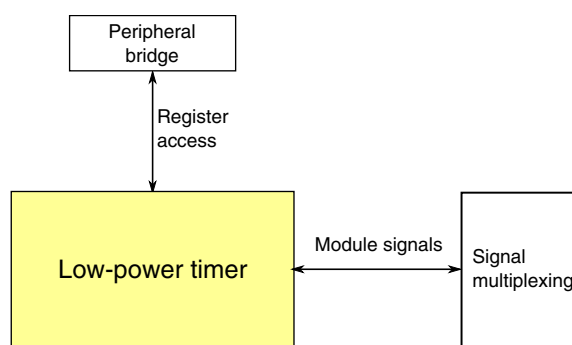 Peripheral
bridge
Register
access
Low-power timer
Module signals
Signal
multiplexing